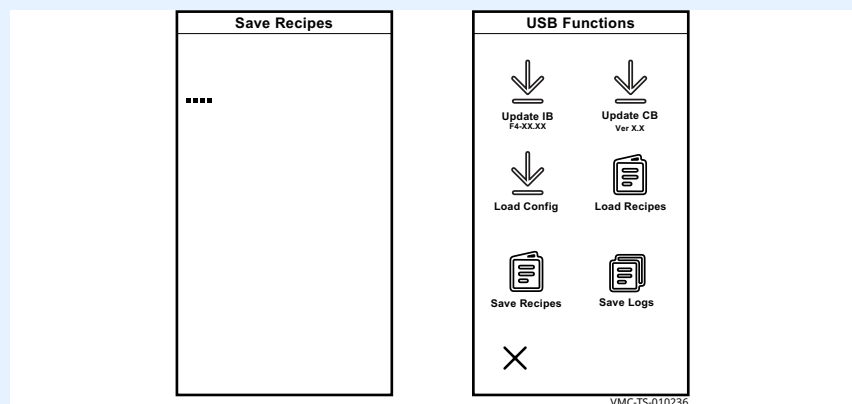 Save Recipes
USB Functions
Update IB
F4-XX.XX
Update CB
Ver X.X
Load Config
Load Recipes
Save Recipes
Save Logs
VMC-TS-010236